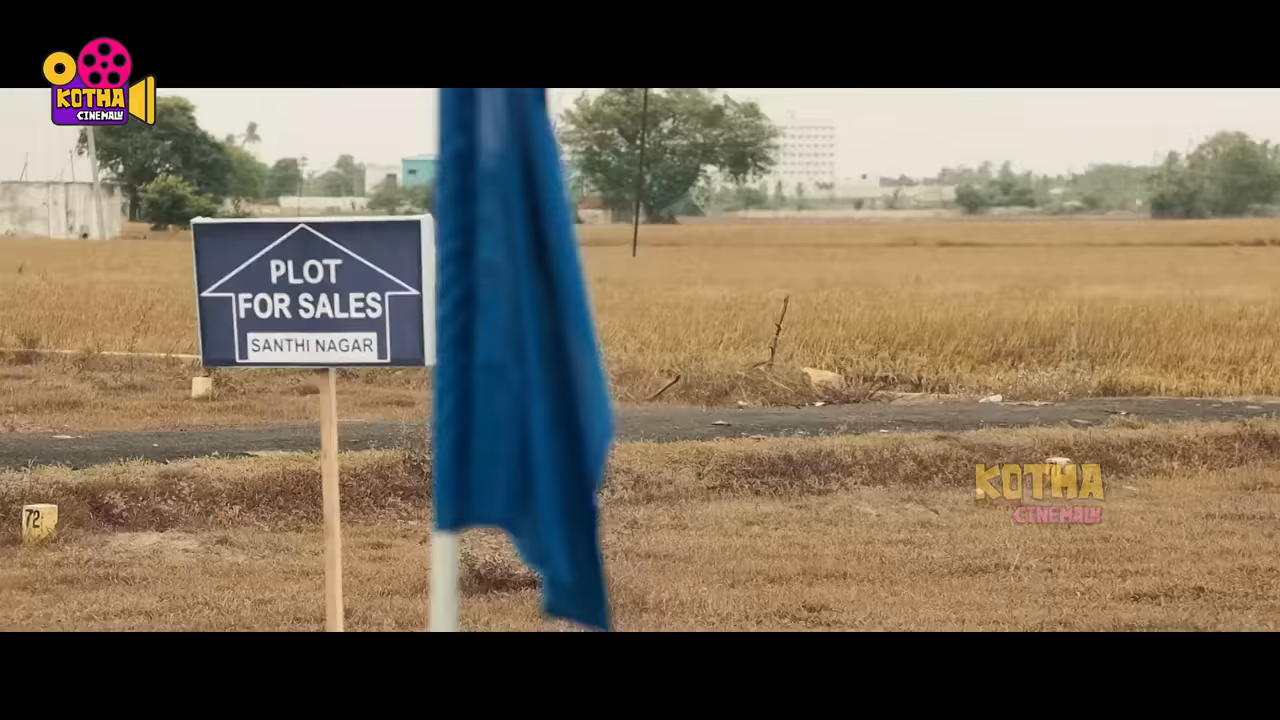 KOTHA
CINEMALU
PLOT
FOR SALES
SANTHI NAGAR
72
KOTHA
CINEMALU